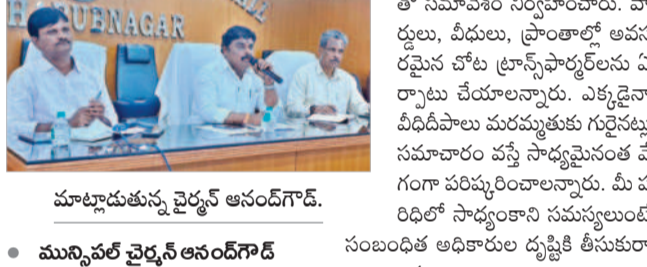 HBUBNAGAR
తో సమావేశం నిర్వహించారు. వా
ర్డులు, వీధులు, ప్రాంతాల్లో అవస
రమైన చోట ట్రాన్స్‌ఫార్మర్‌లను ఏ
ర్పాటు చేయాలన్నారు. ఎక్కడైనా
వీధిదీపాలు మరమ్మతుకు గురైనట్లు
సమాచారం వస్తే సాధ్యమైనంత వే
గంగా పరిష్కరించాలన్నారు. మీ ప
రిధిలో సాధ్యంకాని సమస్యలుంటే
సంబంధిత అధికారుల దృష్టికి తీసుకురా
మాట్లాడుతున్న చైర్మన్ ఆనంద్‌గౌడ్.
● మున్సిపల్ చైర్మన్ ఆనంద్‌గౌడ్